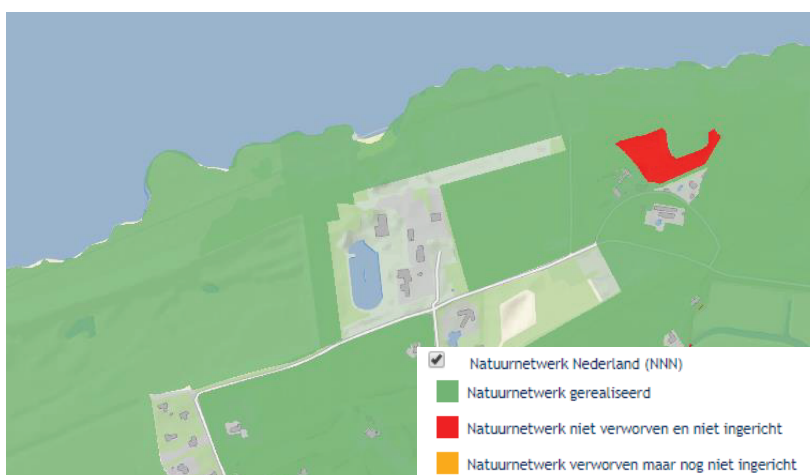 Natuurnetwerk Nederland (NNN)
Natuurnetwerk gerealiseerd
Natuurnetwerk niet verworven en niet ingericht
Natuurnetwerk verworven maar nog niet ingericht